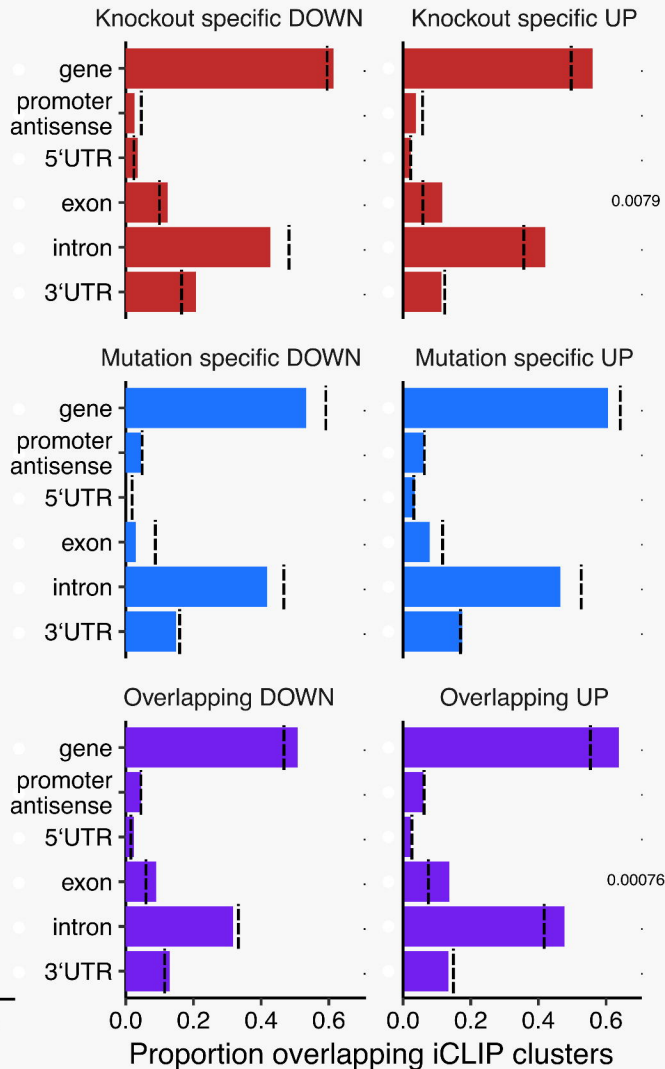 Knockout specific DOWN
Knockout specific UP
gene
promoter
antisense
5‘UTR
exon
0.0079
intron
3‘UTR
Mutation specific DOWN
Mutation specific UP
gene
promoter
antisense
5‘UTR
exon
intron
3‘UTR
Overlapping DOWN
Overlapping UP
gene
promoter
antisense
5‘UTR
exon
0.00076
intron
3‘UTR
0.0 0.2 0.4 0.6 0.0 0.2 0.4 0.6
Proportion overlapping iCLIP clusters